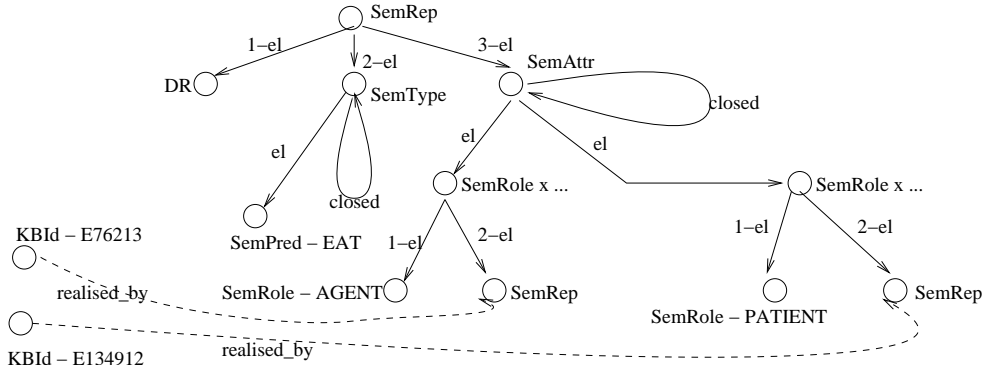 SemRep
1–el
2–el
3–el
SemAttr
DR
SemType
closed
el
el
el
SemRole x ...
SemRole x ...
closed
KBId – E76213
SemPred – EAT
1–el
2–el
1–el
2–el
realised_by
SemRole – AGENT
SemRep
SemRep
SemRole – PATIENT
KBId – E134912
realised_by